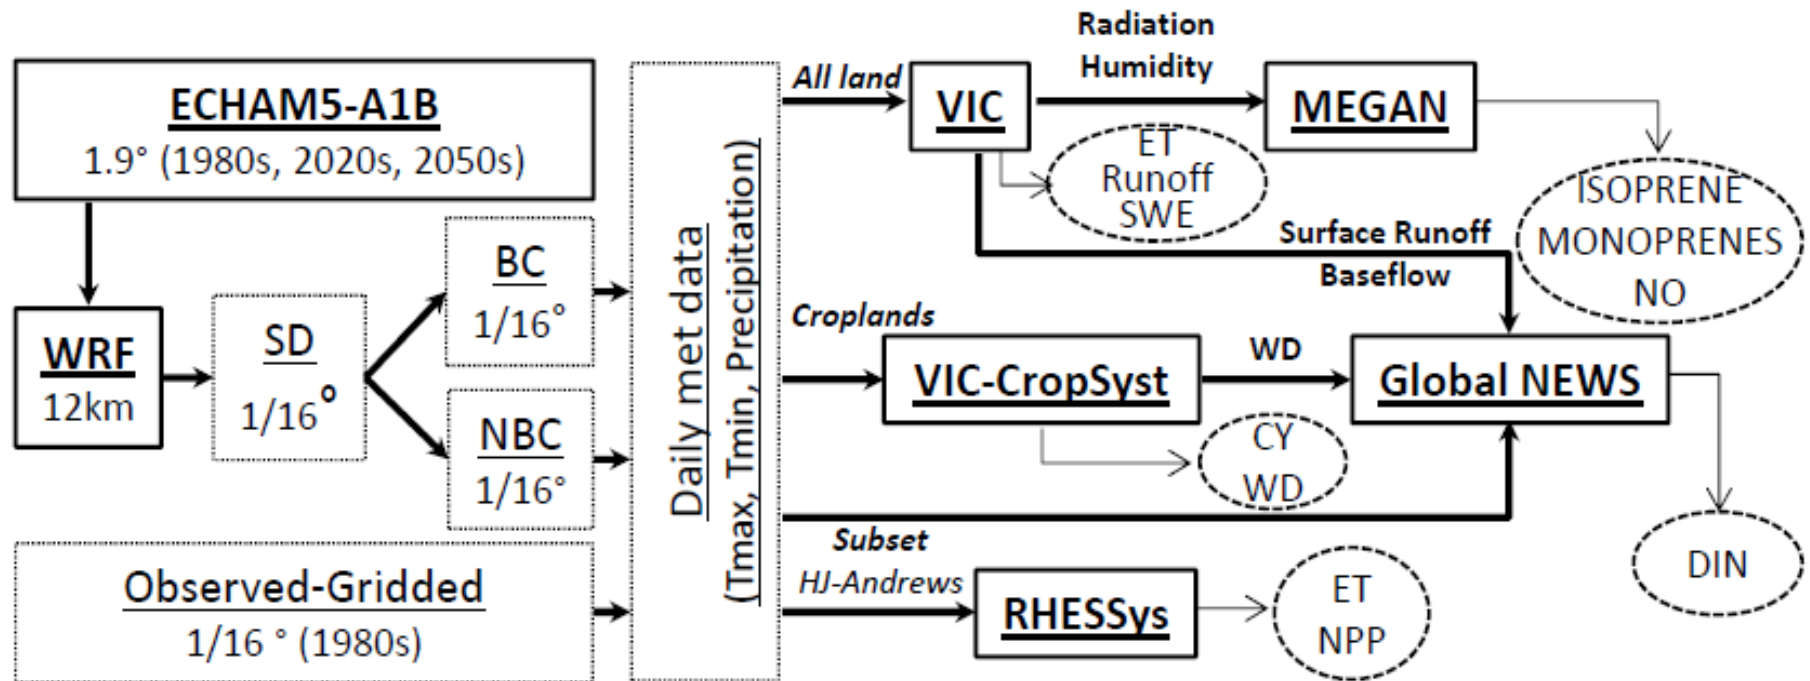 ECHAM5-A1B
1.9° (1980s, 2020s, 2050s)
WRF
12km
SD
1/16°
BC
1/16°
NBC
1/16°
Observed-Gridded
1/16 ° (1980s)
Daily met data
(Tmax, Tmin, Precipitation)
All land
VIC
Radiation
Humidity
MEGAN
ET
Runoff
SWE
ISOPRENE
MONOPRENES
NO
Surface Runoff
Baseflow
Croplands
VIC-CropSyst
WD
Global NEWS
CY
WD
DIN
Subset
HJ-Andrews
RHESSys
ET
NPP